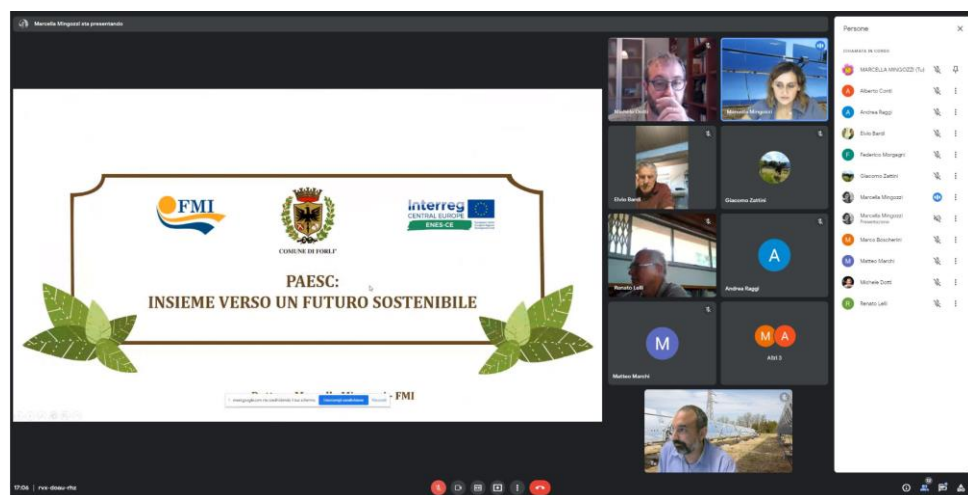 Marcella Mingozzi sta presentando
FMI
COMUNE DI FORLI'
Interreg
CENTRAL EUROPE
ENES-CE
PAESC:
INSIEME VERSO UN FUTURO SOSTENIBILE
FMI
Michele Dotti
Marcella Mingozzi
Elvio Bardi
Giacomo Zattini
Renato Lelli
A
Andrea Raggi
M
Matteo Marchi
M A
Altri 3
Persone
MARCELLA MINGOZZI (Tu)
A Alberto Conti
A Andrea Raggi
Elvio Bardi
F Federico Morgagni
Giacomo Zattini
Marcella Mingozzi
Marcella Mingozzi
Presentazione
M Marco Boscherini
M Matteo Marchi
Michele Dotti
R Renato Lelli
17:06